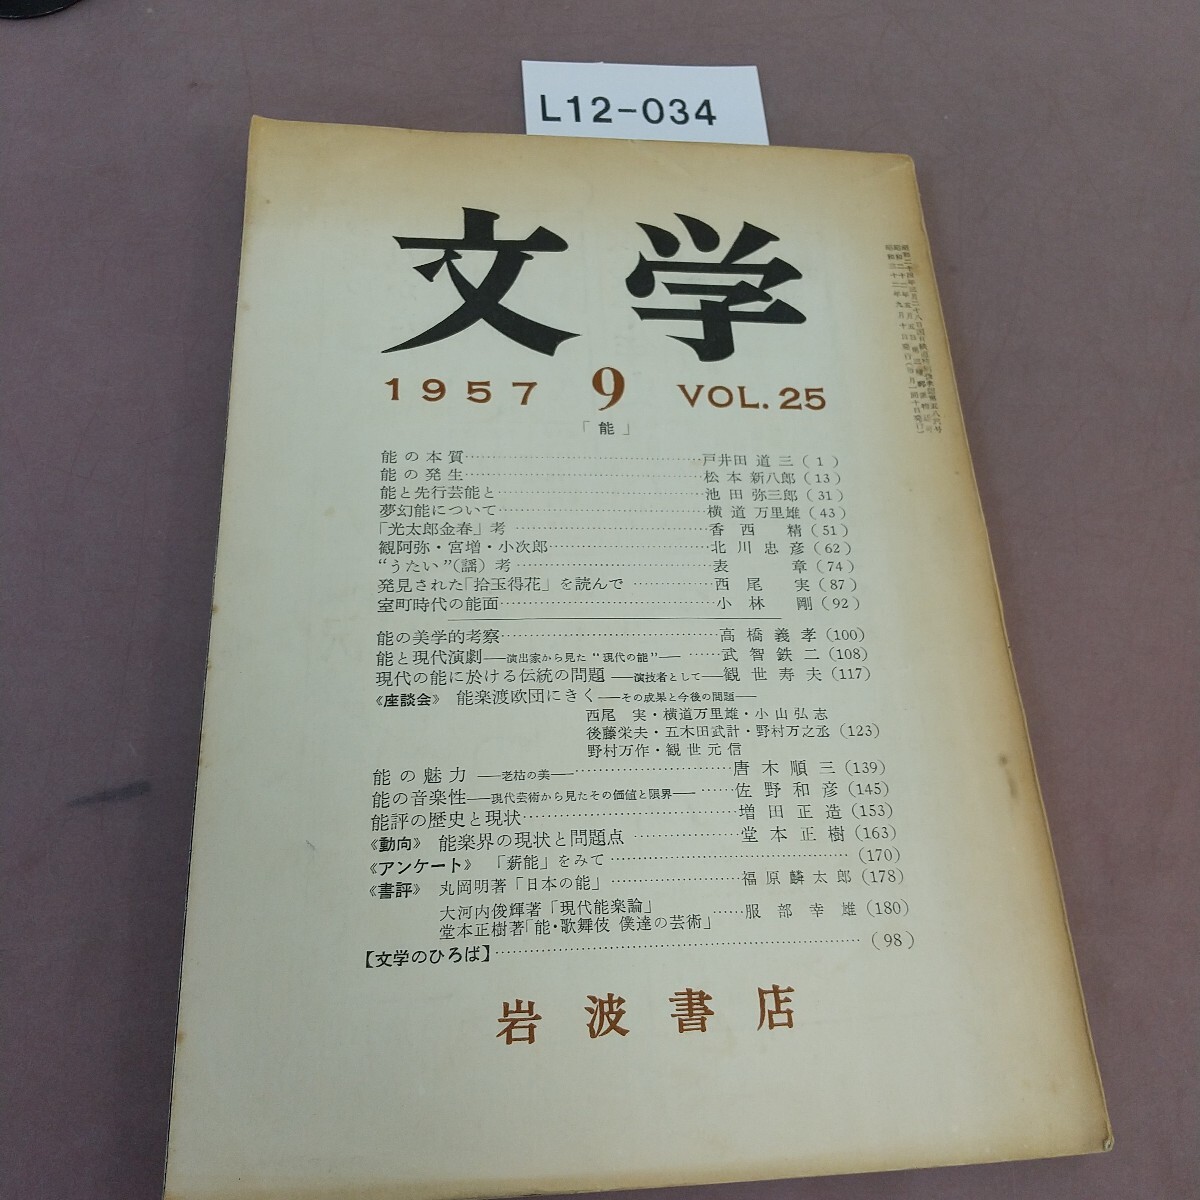 L12-034
文学
1957 9 VOL.25
「能」
能の本質……戸井田道三(1)
能の発生……松本新八郎(13)
能と先行芸能と……池田弥三郎(31)
夢幻能について……横道万里雄(43)
「光太郎金春」考……香西精(51)
観阿弥・宮増・小次郎……北川忠彦(62)
“うたい”(謡)考……表章(74)
発見された「拾玉得花」を読んで……西尾実(87)
室町時代の能面……小林剛(92)
能の美学的考察……高橋義孝(100)
能と現代演劇——演出家から見た“現代の能”——……武智鉄二(108)
現代の能に於ける伝統の問題——演技者として——観世寿夫(117)
《座談会》 能楽渡欧団にきく——その成果と今後の問題——
西尾 実・横道万里雄・小山弘志
後藤栄夫・五木田武計・野村万之丞(123)
野村万作・観世元信
能の魅力——老枯の美——……唐木順三(139)
能の音楽性——現代芸術から見たその価値と限界——……佐野和彦(145)
能評の歴史と現状……増田正造(153)
《動向》 能楽界の現状と問題点……堂本正樹(163)
《アンケート》 「薪能」をみて……(170)
《書評》 丸岡明著「日本の能」……福原麟太郎(178)
大河内俊輝著「現代能楽論」
堂本正樹著「能・歌舞伎 僕達の芸術」……服部幸雄(180)
【文学のひろば】……(98)
岩波書店